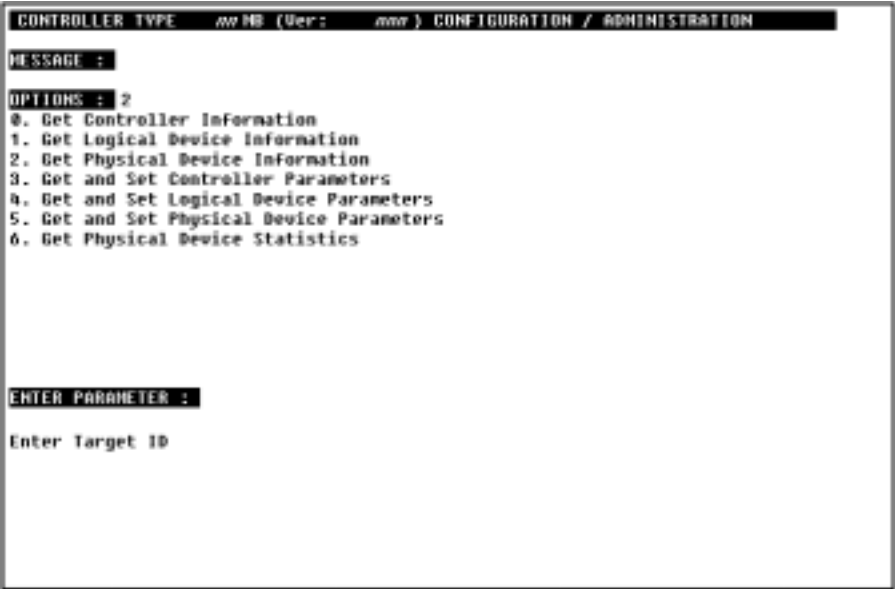 CONTROLLER TYPE nn MB (Ver: nnn ) CONFIGURATION / ADMINISTRATION
MESSAGE :
OPTIONS : 2
0. Get Controller Information
1. Get Logical Device Information
2. Get Physical Device Information
3. Get and Set Controller Parameters
4. Get and Set Logical Device Parameters
5. Get and Set Physical Device Parameters
6. Get Physical Device Statistics
ENTER PARAMETER :
Enter Target ID